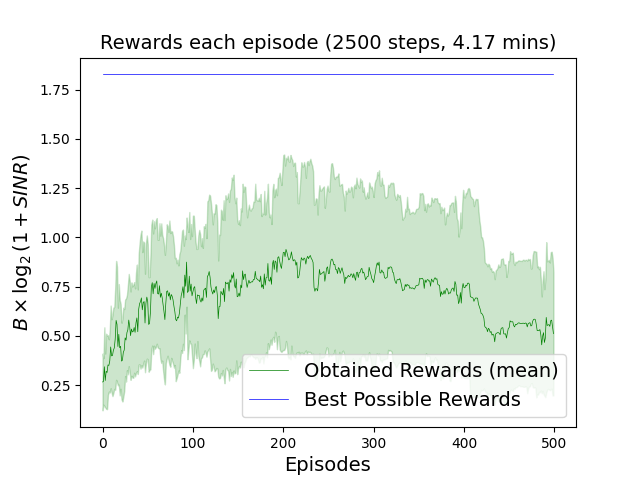 Rewards each episode (2500 steps, 4.17 mins)
B × log₂(1 + SINR)
1.75
1.50
1.25
1.00
0.75
0.50
0.25
Obtained Rewards (mean)
Best Possible Rewards
0 100 200 300 400 500
Episodes